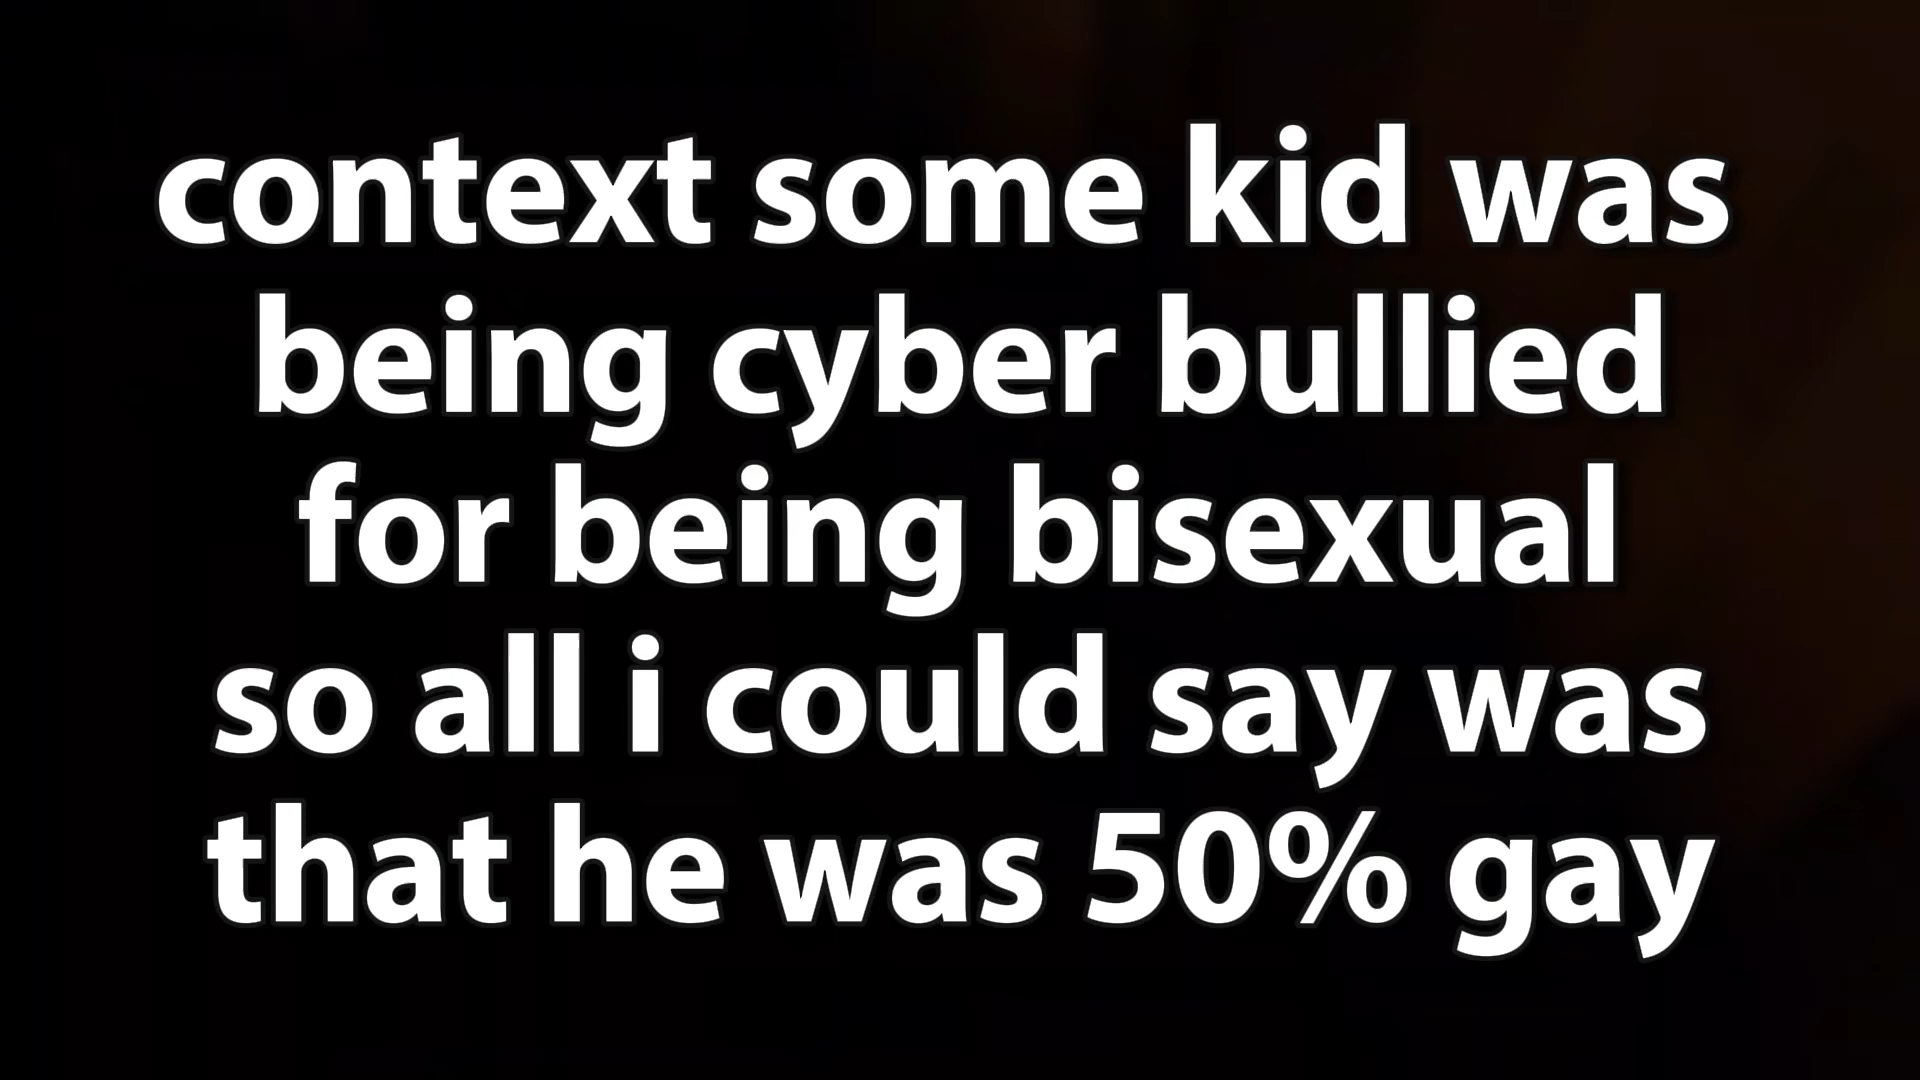 context some kid was
being cyber bullied
for being bisexual
so all i could say was
that he was 50% gay